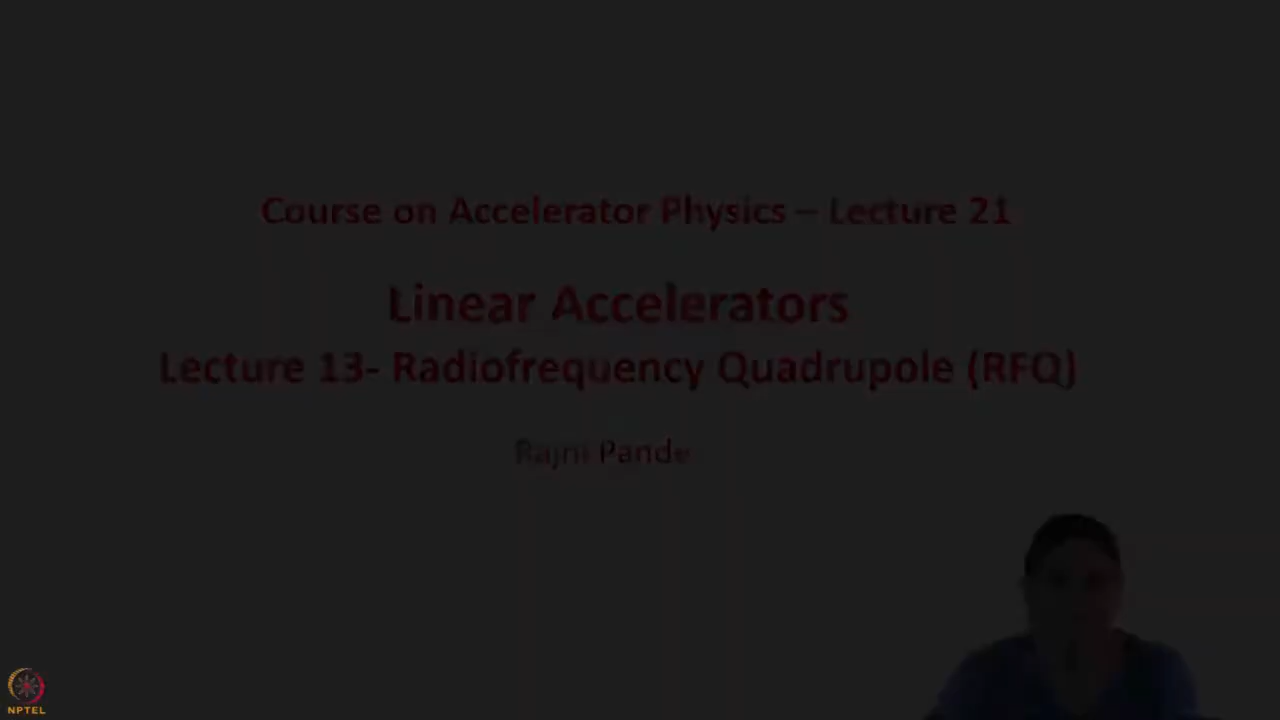 Course on Accelerator Physics – Lecture 21
Linear Accelerators
Lecture 13- Radiofrequency Quadrupole (RFQ)
Rajni Pande
NPTEL